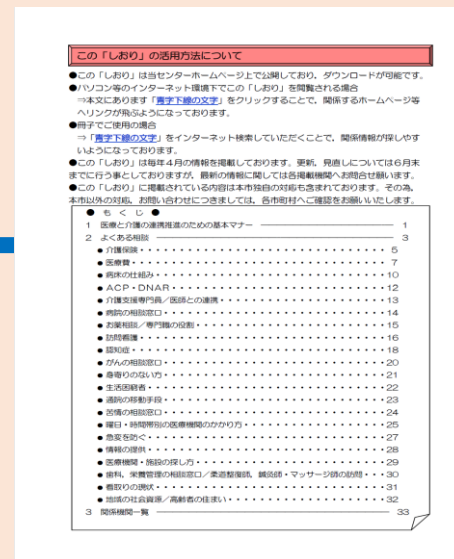 この「しおり」の活用方法について
●この「しおり」は当センターホームページ上で公開しており、ダウンロードが可能です。
●パソコン等のインターネット環境下でこの「しおり」を閲覧される場合
⇒本文にあります「青字下線の文字」をクリックすることで、関係するホームページ等
へリンクが飛ぶようになっております。
●冊子でご使用の場合
⇒「青字下線の文字」をインターネット検索していただくことで、関係情報が探しやす
いようになっております。
●この「しおり」は毎年4月の情報を掲載しております。更新、見直しについては6月末
までに行う事としておりますが、最新の情報に関しては各掲載機関へお問合せ願います。
●この「しおり」に掲載されている内容は本市独自の対応も含まれております。その為、
本市以外の対応、お問い合わせにつきましては、各市町村へご確認をお願いいたします。
● も く じ ●
1 医療と介護の連携推進のための基本マナー ―― 1
2 よくある相談 ―― 3
●介護保険・・・・・5
●医療費・・・・・7
●病床の仕組み・・・・・10
●ACP・DNAR・・・・・12
●介護支援専門員/医師との連携・・・・・13
●病院の相談窓口・・・・・14
●お薬相談/専門職の役割・・・・・15
●訪問看護・・・・・16
●認知症・・・・・18
●がんの相談窓口・・・・・20
●身寄りのない方・・・・・21
●生活困窮者・・・・・22
●通院の移動手段・・・・・23
●苦情の相談窓口・・・・・24
●曜日・時間帯別の医療機関のかかり方・・・・・25
●急変を防ぐ・・・・・27
●情報の提供・・・・・28
●医療機関・施設の探し方・・・・・29
●歯科、栄養管理の相談窓口/柔道整復師、鍼灸師・マッサージ師の訪問・・・30
●看取りの現状・・・・・31
●地域の社会資源/高齢者の住まい・・・・・32
3 関係機関一覧 ―― 33